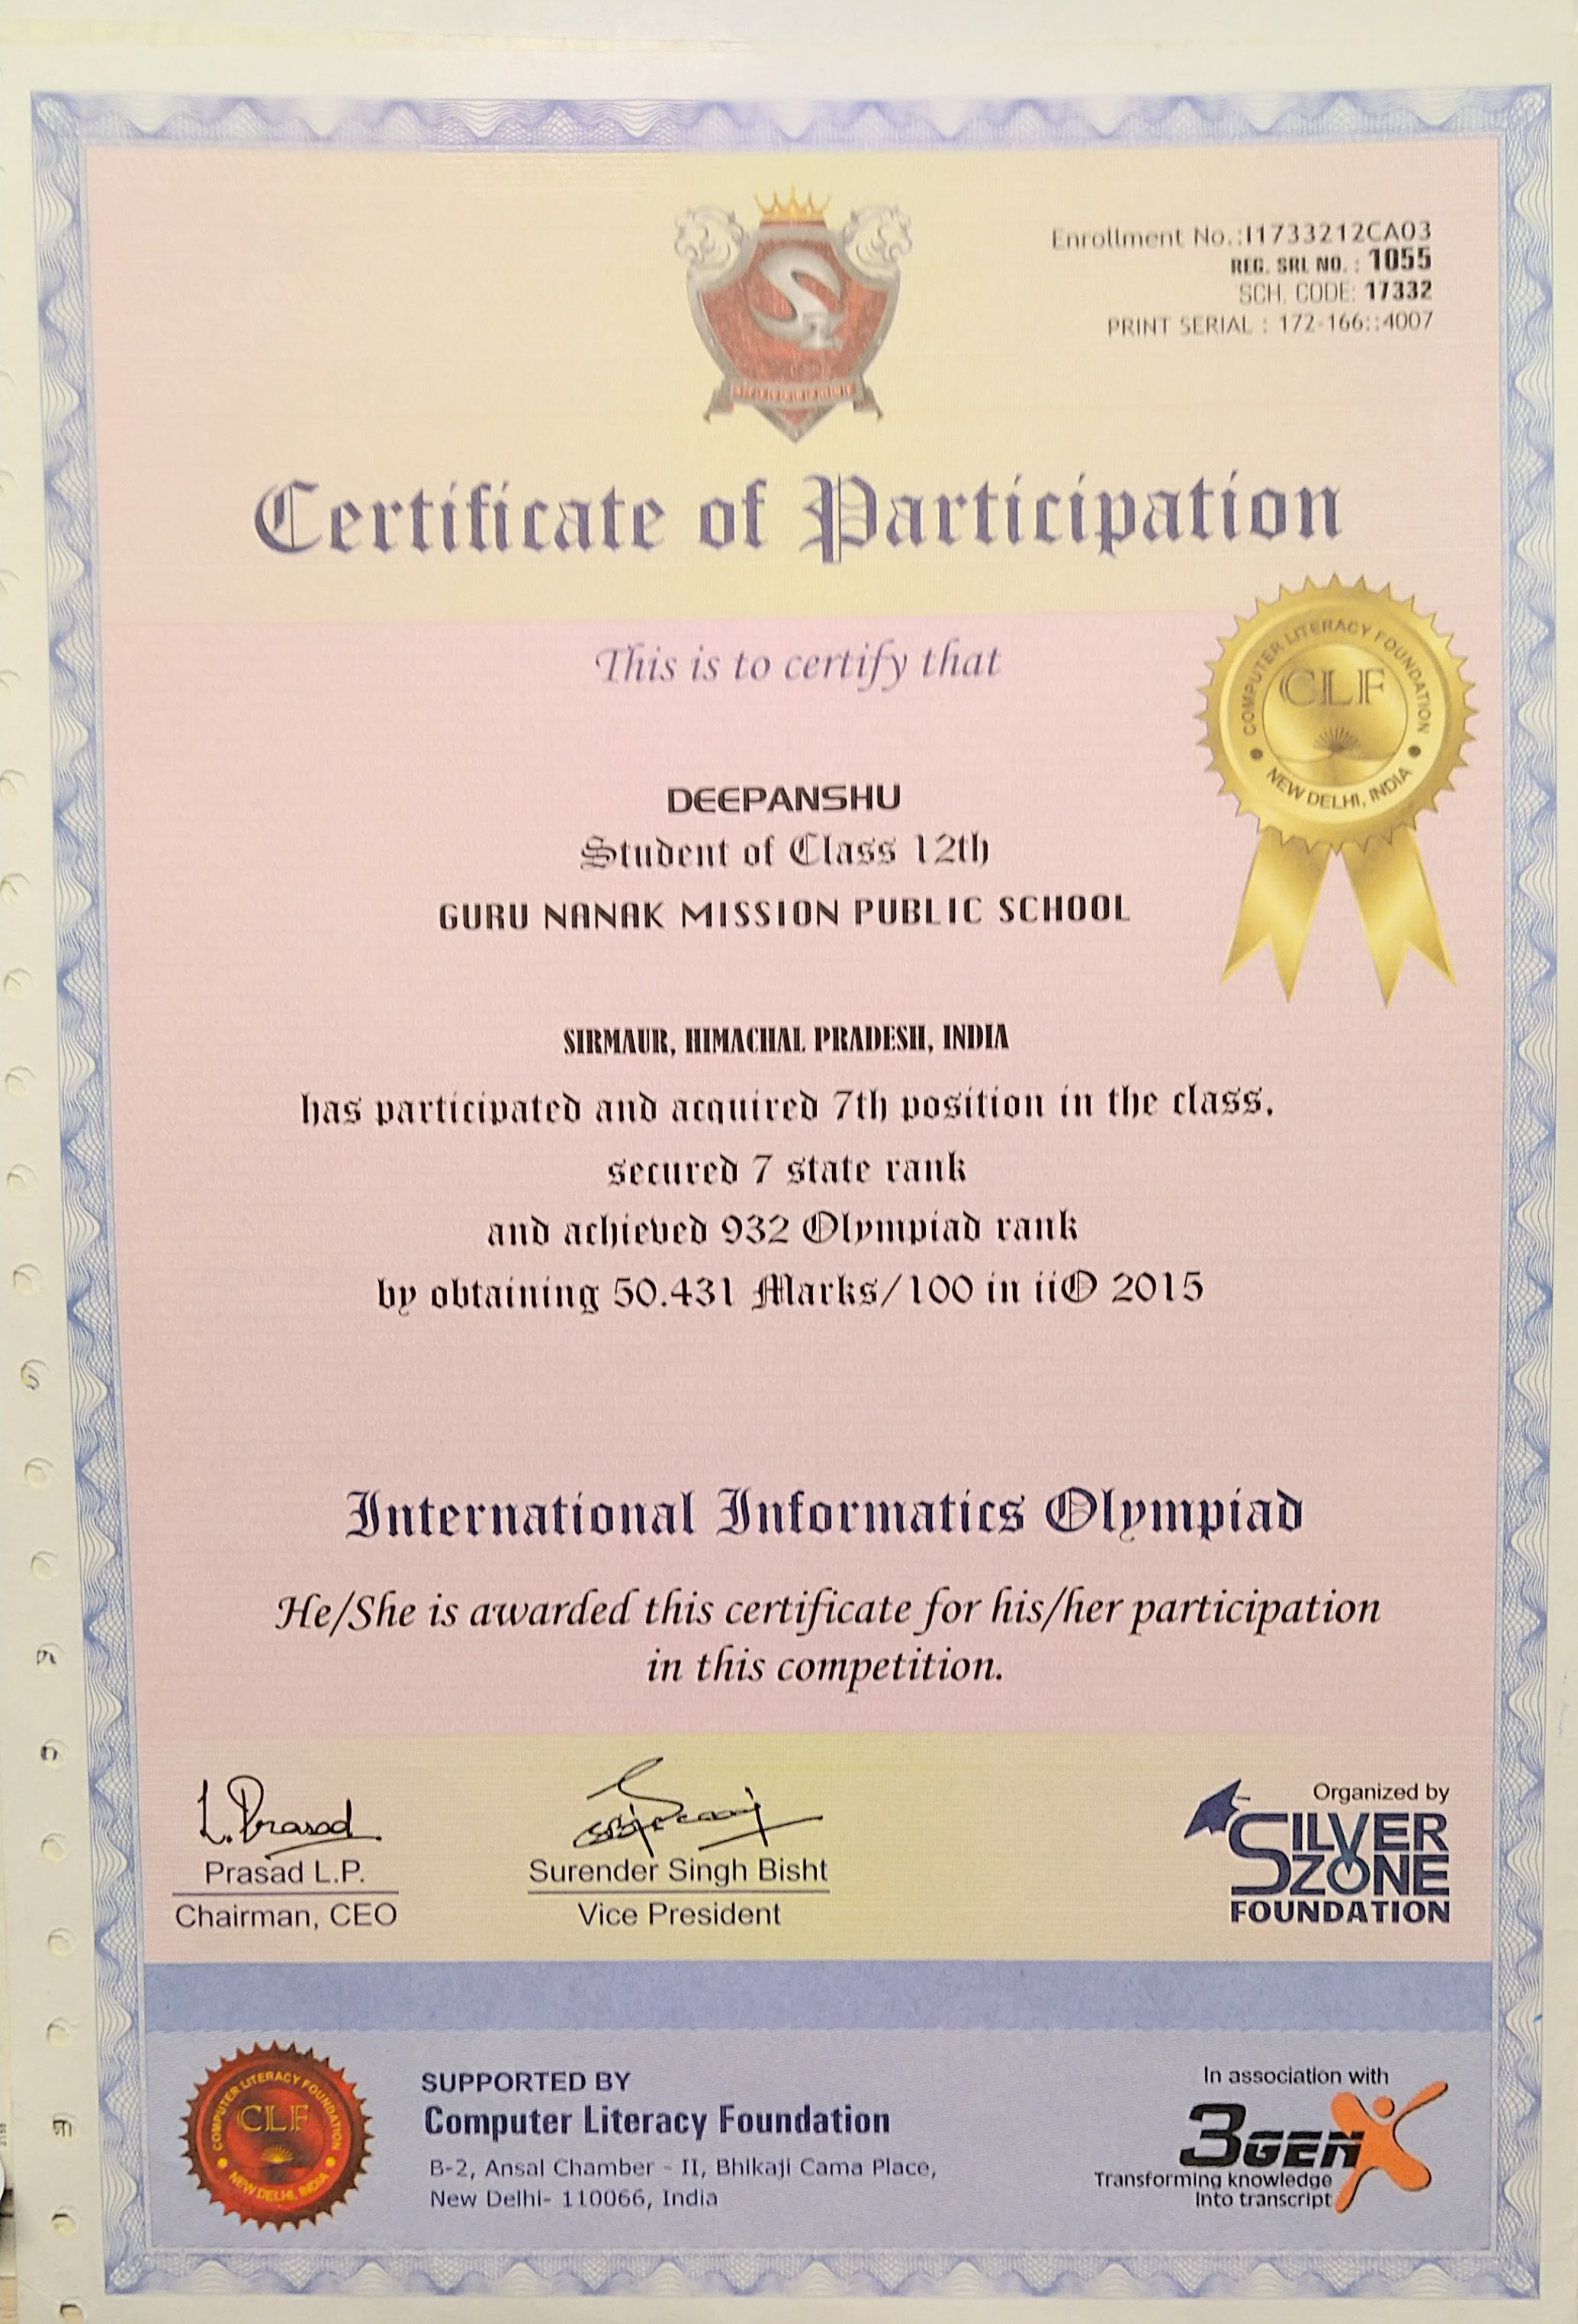 Enrollment No.:I1733212CA03
REG. SRL NO. : 1055
SCH. CODE: 17332
PRINT SERIAL : 172-166::4007
Certificate of Participation
This is to certify that
COMPUTER LITERACY FOUNDATION
CLF
NEW DELHI, INDIA
DEEPANSHU
Student of Class 12th
GURU NANAK MISSION PUBLIC SCHOOL
SIRMAUR, HIMACHAL PRADESH, INDIA
has participated and acquired 7th position in the class,
secured 7 state rank
and achieved 932 Olympiad rank
by obtaining 50.431 Marks/100 in iiO 2015
International Informatics Olympiad
He/She is awarded this certificate for his/her participation
in this competition.
L. Prasad
Prasad L.P.
Chairman, CEO
Surender Singh Bisht
Vice President
Organized by
SILVER
ZONE
FOUNDATION
COMPUTER LITERACY FOUNDATION
CLF
NEW DELHI, INDIA
SUPPORTED BY
Computer Literacy Foundation
B-2, Ansal Chamber - II, Bhikaji Cama Place,
New Delhi- 110066, India
In association with
3GENX
Transforming knowledge
into transcript